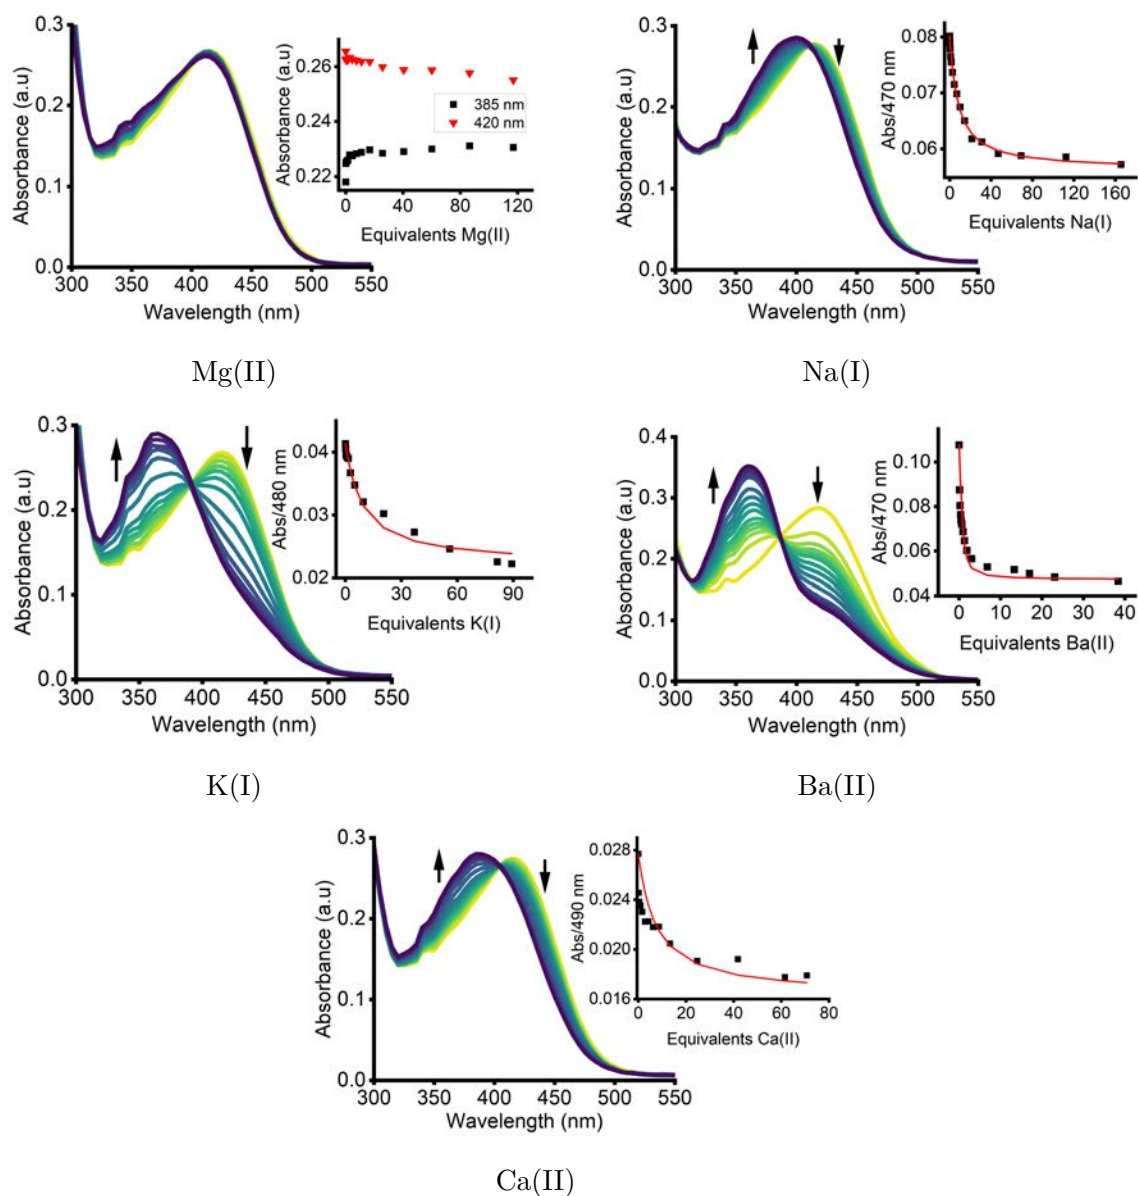 0.3
0.2
0.1
0.0
Absorbance (a.u)
300 350 400 450 500 550
Wavelength (nm)
0.26
0.24
0.22
Absorbance (a.u)
385 nm
420 nm
0 40 80 120
Equivalents Mg(II)
Mg(II)
0.3
0.2
0.1
0.0
Absorbance (a.u)
300 350 400 450 500 550
Wavelength (nm)
0.08
0.07
0.06
Abs/470 nm
0 40 80 120 160
Equivalents Na(I)
Na(I)
0.3
0.2
0.1
0.0
Absorbance (a.u)
300 350 400 450 500 550
Wavelength (nm)
0.04
0.03
0.02
Abs/480 nm
0 30 60 90
Equivalents K(I)
K(I)
0.4
0.3
0.2
0.1
0.0
Absorbance (a.u)
300 350 400 450 500 550
Wavelength (nm)
0.10
0.08
0.06
0.04
Abs/470 nm
0 10 20 30 40
Equivalents Ba(II)
Ba(II)
0.3
0.2
0.1
0.0
Absorbance (a.u)
300 350 400 450 500 550
Wavelength (nm)
0.028
0.024
0.020
0.016
Abs/490 nm
0 20 40 60 80
Equivalents Ca(II)
Ca(II)